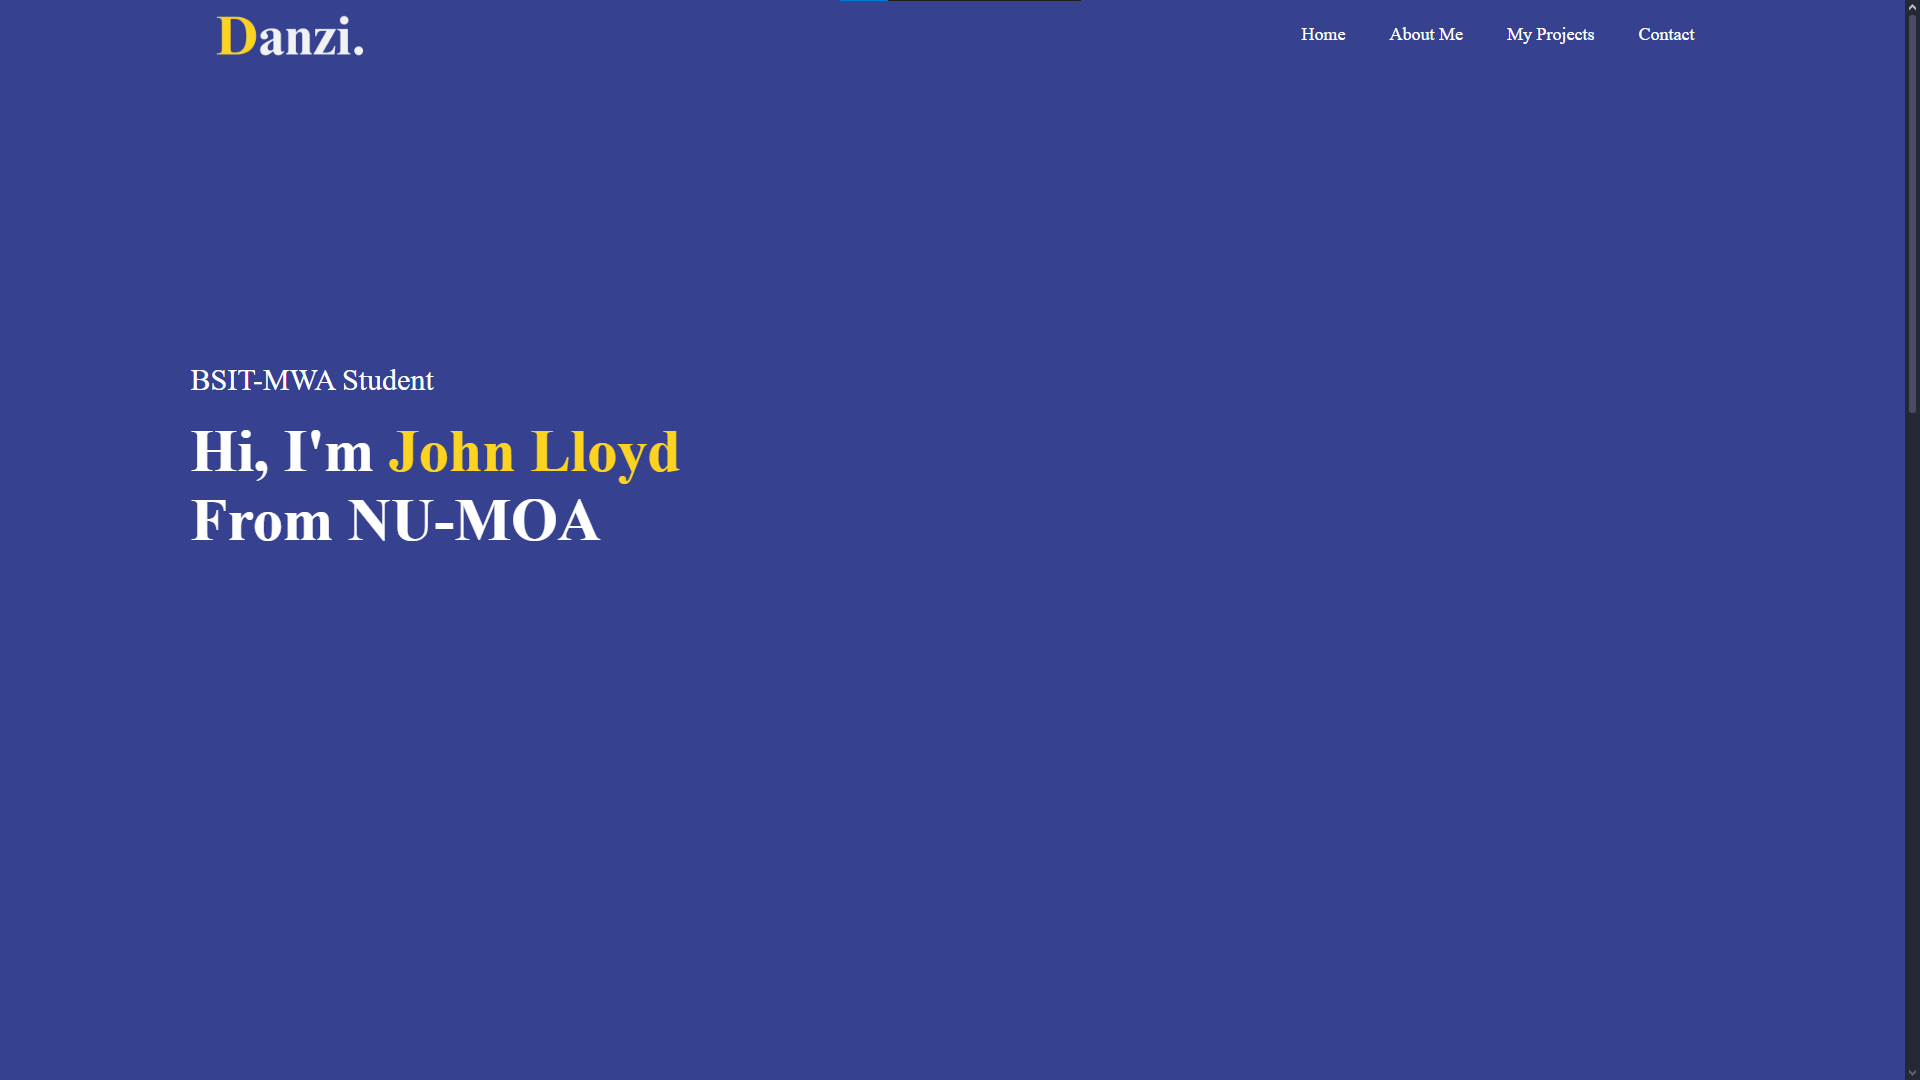 Danzi.
Home
About Me
My Projects
Contact
BSIT-MWA Student
Hi, I'm John Lloyd
From NU-MOA